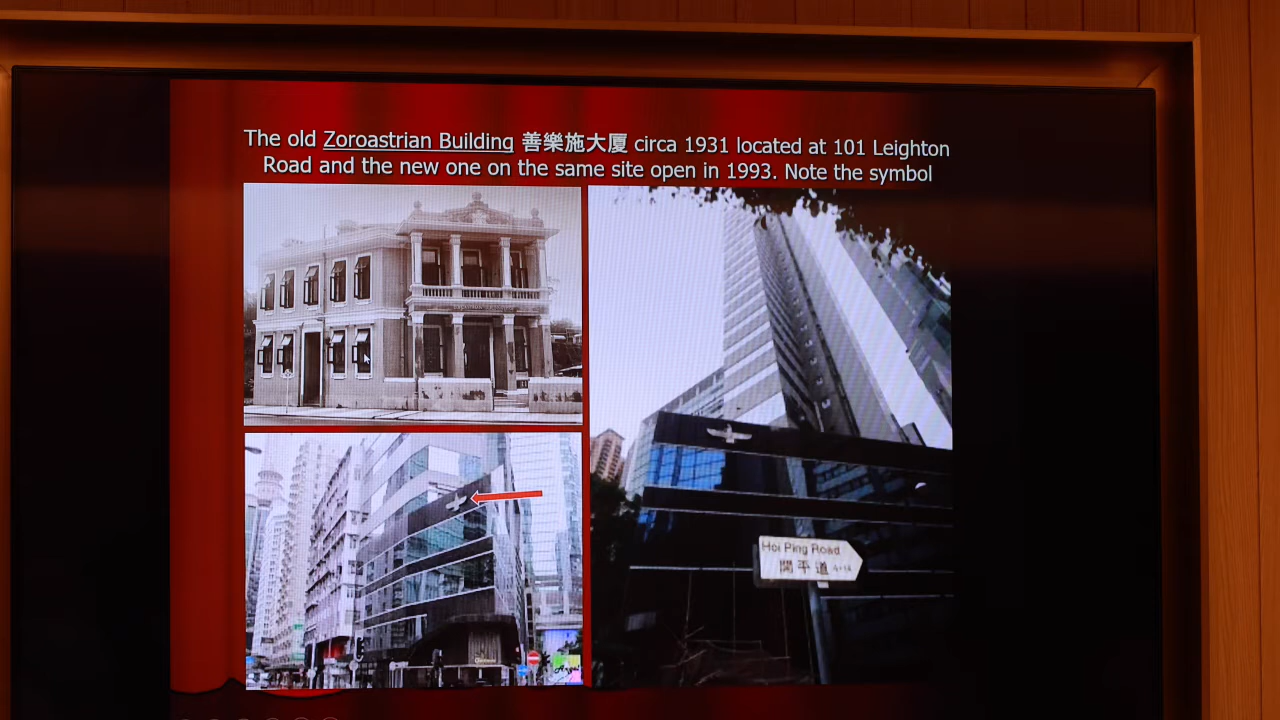 The old Zoroastrian Building 善樂施大厦 circa 1931 located at 101 Leighton
Road and the new one on the same site open in 1993. Note the symbol
Hoi Ping Road
開平道